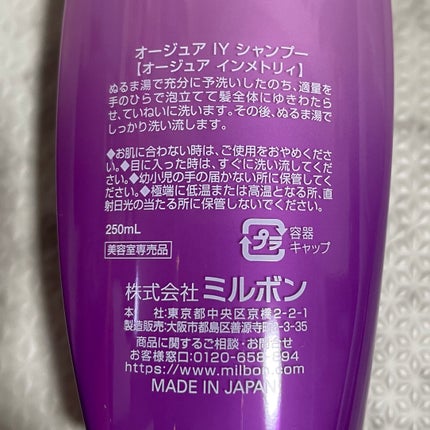 オージュア IY シャンプー
【オージュア インメトリィ】
ぬるま湯で充分に予洗いしたのち、適量を
手のひらで泡立てて髪全体にゆきわたら
せ、ていねいに洗います。その後、ぬるま湯で
しっかり洗い流します。
◆お肌に合わない時は、ご使用をおやめくださ
い。◆目に入った時は、すぐに洗い流してくだ
さい。◆幼小児の手の届かない所に保管してく
ださい。◆極端に低温または高温となる所、直
射日光の当たる所に保管しないでください。
250mL
美容室専売品
プラ
容器
キャップ
株式会社 ミルボン
本社:東京都中央区京橋2-2-1
製造販売:大阪市都島区善源寺町2-3-35
商品に関するご相談・お問合せ
お客様窓口:0120-658-894
https://www.milbon.com
MADE IN JAPAN